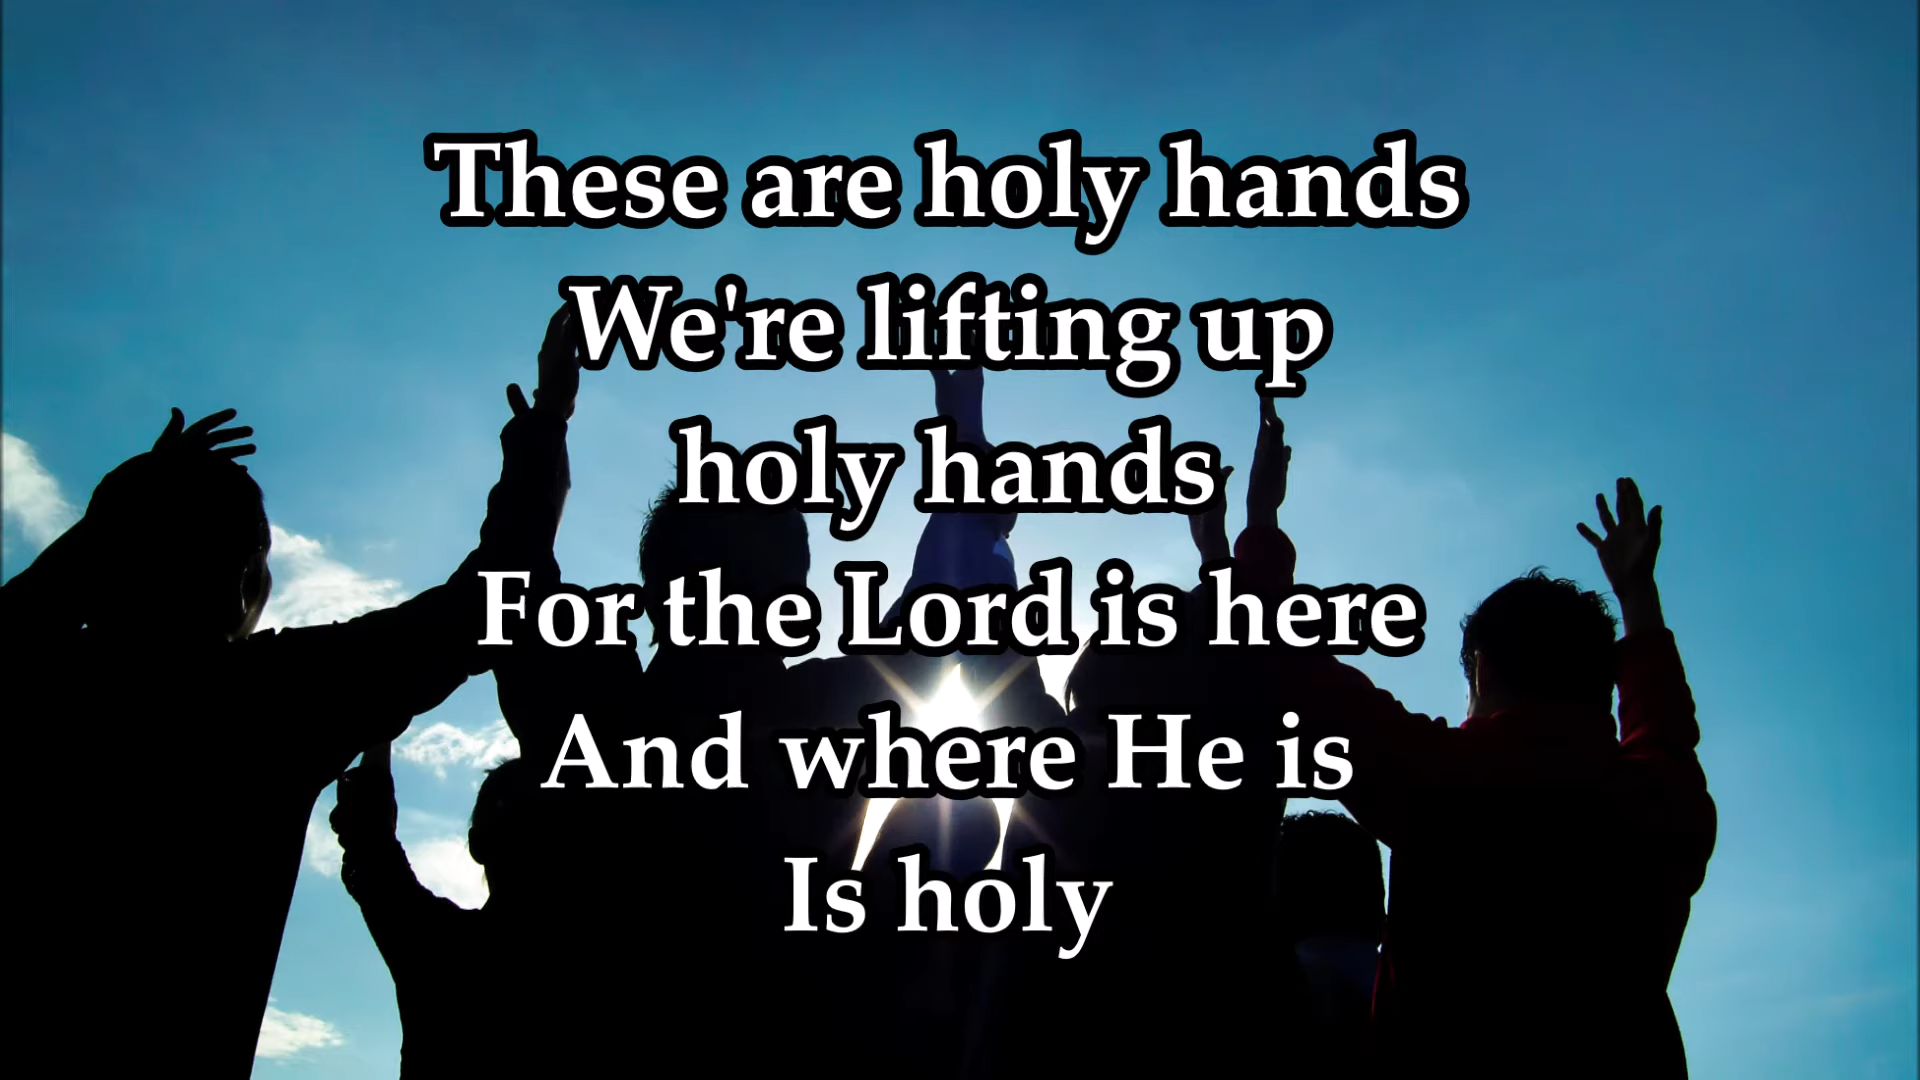 These are holy hands
We're lifting up
holy hands
For the Lord is here
And where He is
Is holy